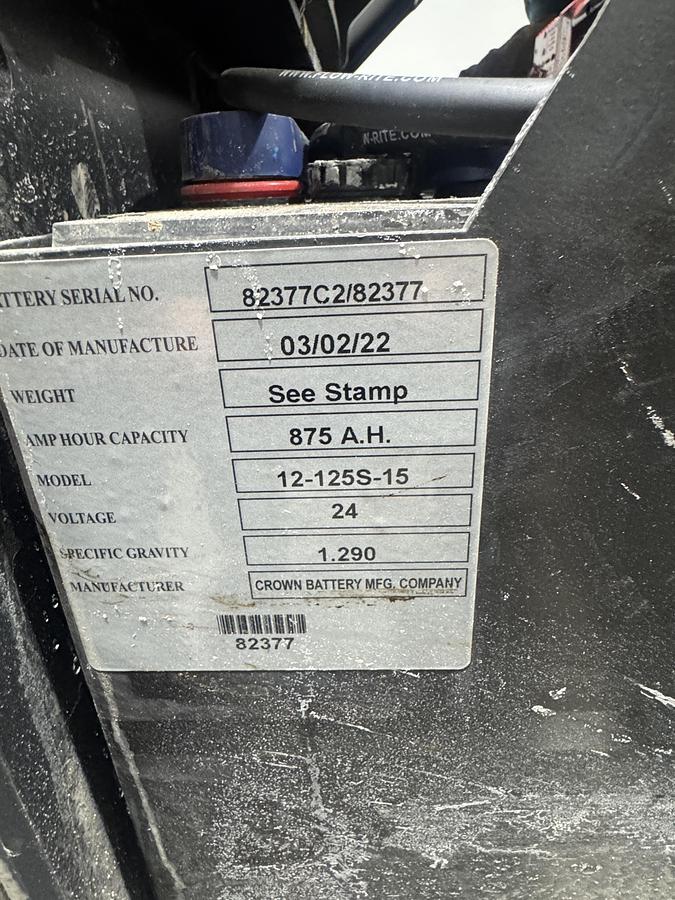 WWW.FLOW-RITE.COM
W-RITE.COM
TTERY SERIAL NO. 82377C2/82377
DATE OF MANUFACTURE 03/02/22
WEIGHT See Stamp
AMP HOUR CAPACITY 875 A.H.
MODEL 12-125S-15
VOLTAGE 24
SPECIFIC GRAVITY 1.290
MANUFACTURER CROWN BATTERY MFG. COMPANY
82377